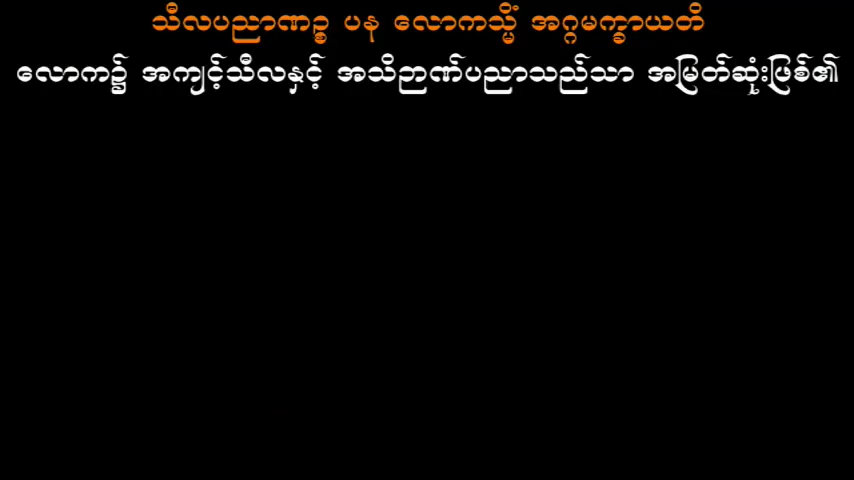 သီလပညာဏဉ္စ ပန လောကသ္မိံ အဂ္ဂမက္ခာယတိ
လောက၌ အကျင့်သီလနှင့် အသိဉာဏ်ပညာသည်သာ အမြတ်ဆုံးဖြစ်၏